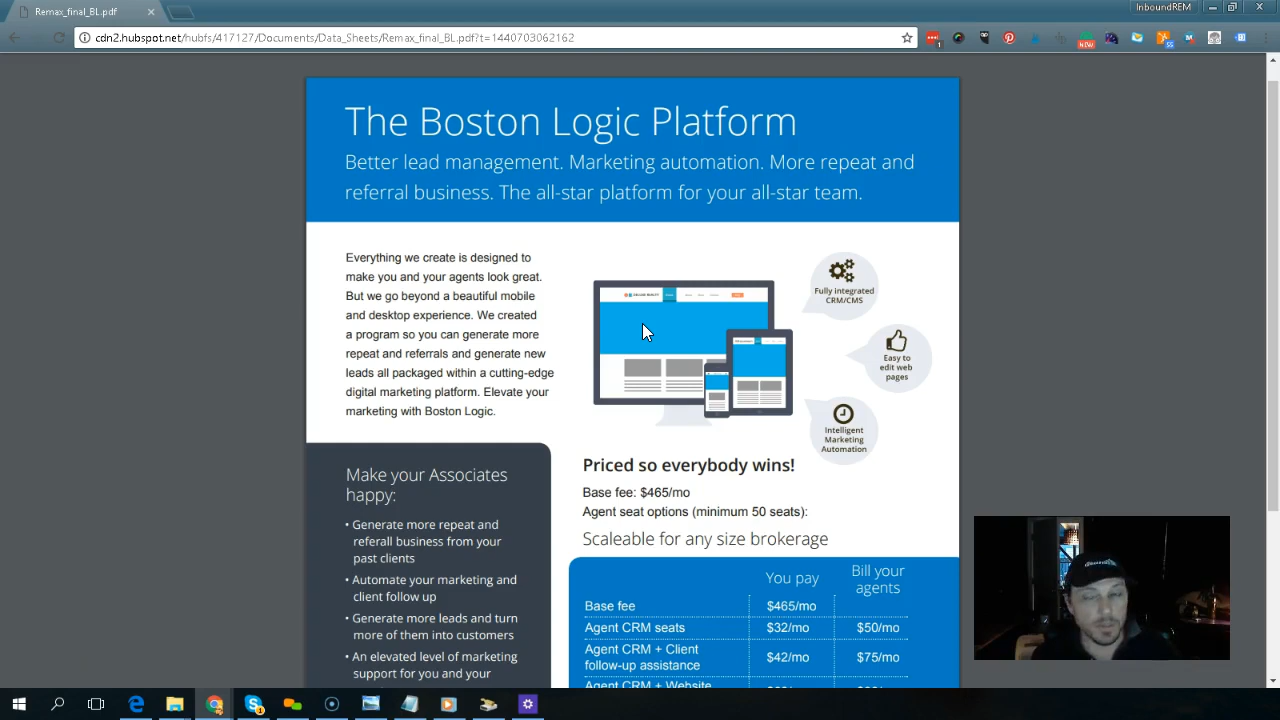 Remax_final_BL.pdf
InboundREM
cdn2.hubspot.net/hubfs/417127/Documents/Data_Sheets/Remax_final_BL.pdf?t=1440703062162
The Boston Logic Platform
Better lead management. Marketing automation. More repeat and
referral business. The all-star platform for your all-star team.
Everything we create is designed to
make you and your agents look great.
But we go beyond a beautiful mobile
and desktop experience. We created
a program so you can generate more
repeat and referrals and generate new
leads all packaged within a cutting-edge
digital marketing platform. Elevate your
marketing with Boston Logic.
Fully integrated
CRM/CMS
Easy to
edit web
pages
Intelligent
Marketing
Automation
Make your Associates
happy:
• Generate more repeat and
referall business from your
past clients
• Automate your marketing and
client follow up
• Generate more leads and turn
more of them into customers
• An elevated level of marketing
support for you and your
Priced so everybody wins!
Base fee: $465/mo
Agent seat options (minimum 50 seats):
Scaleable for any size brokerage
You pay
Bill your
agents
Base fee $465/mo
Agent CRM seats $32/mo $50/mo
Agent CRM + Client
follow-up assistance $42/mo $75/mo
Agent CRM + Website